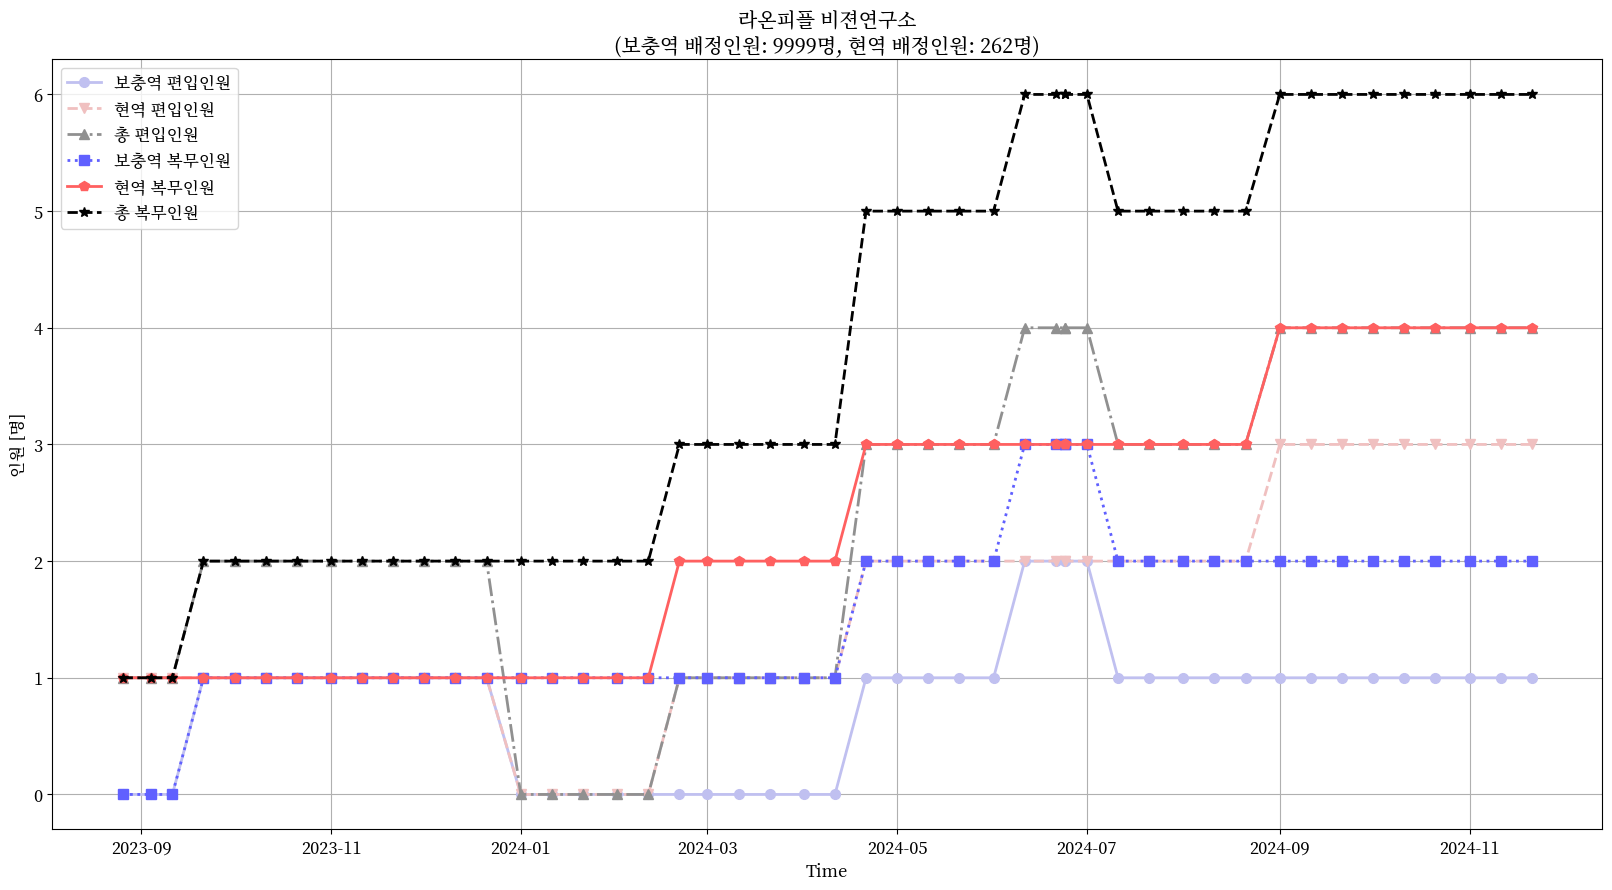 라온피플 비젼연구소
(보충역 배정인원: 9999명, 현역 배정인원: 262명)
보충역 편입인원
현역 편입인원
총 편입인원
보충역 복무인원
현역 복무인원
총 복무인원
인원 [명]
6
5
4
3
2
1
0
2023-09
2023-11
2024-01
2024-03
2024-05
2024-07
2024-09
2024-11
Time